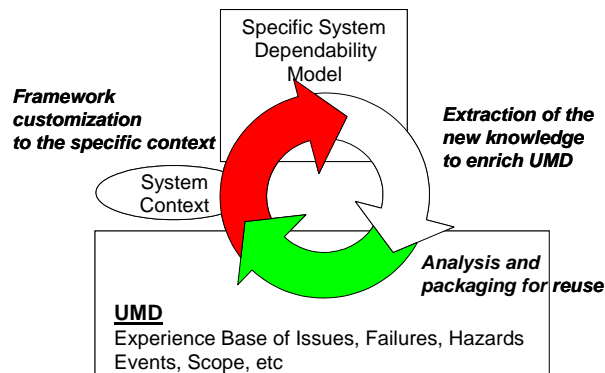 Specific System
Dependability
Model
Framework
customization
to the specific context
Extraction of the
new knowledge
to enrich UMD
System
Context
Analysis and
packaging for reuse
UMD
Experience Base of Issues, Failures, Hazards
Events, Scope, etc